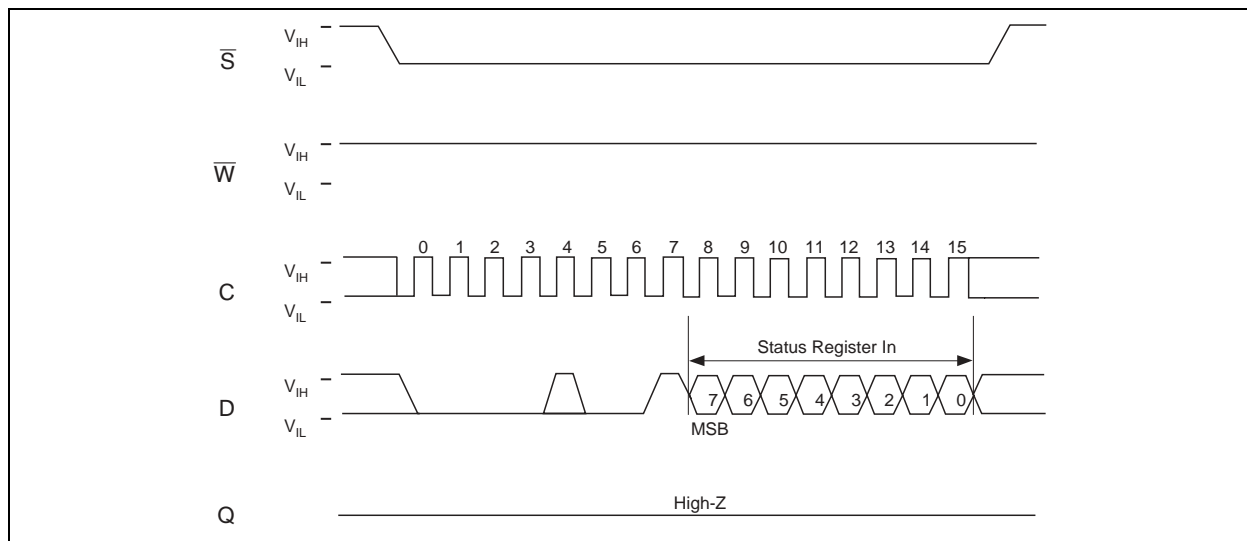 S̅
V_IH
V_IL
W̅
V_IH
V_IL
0 1 2 3 4 5 6 7 8 9 10 11 12 13 14 15
C
V_IH
V_IL
Status Register In
D
V_IH
V_IL
7 6 5 4 3 2 1 0
MSB
Q
High-Z